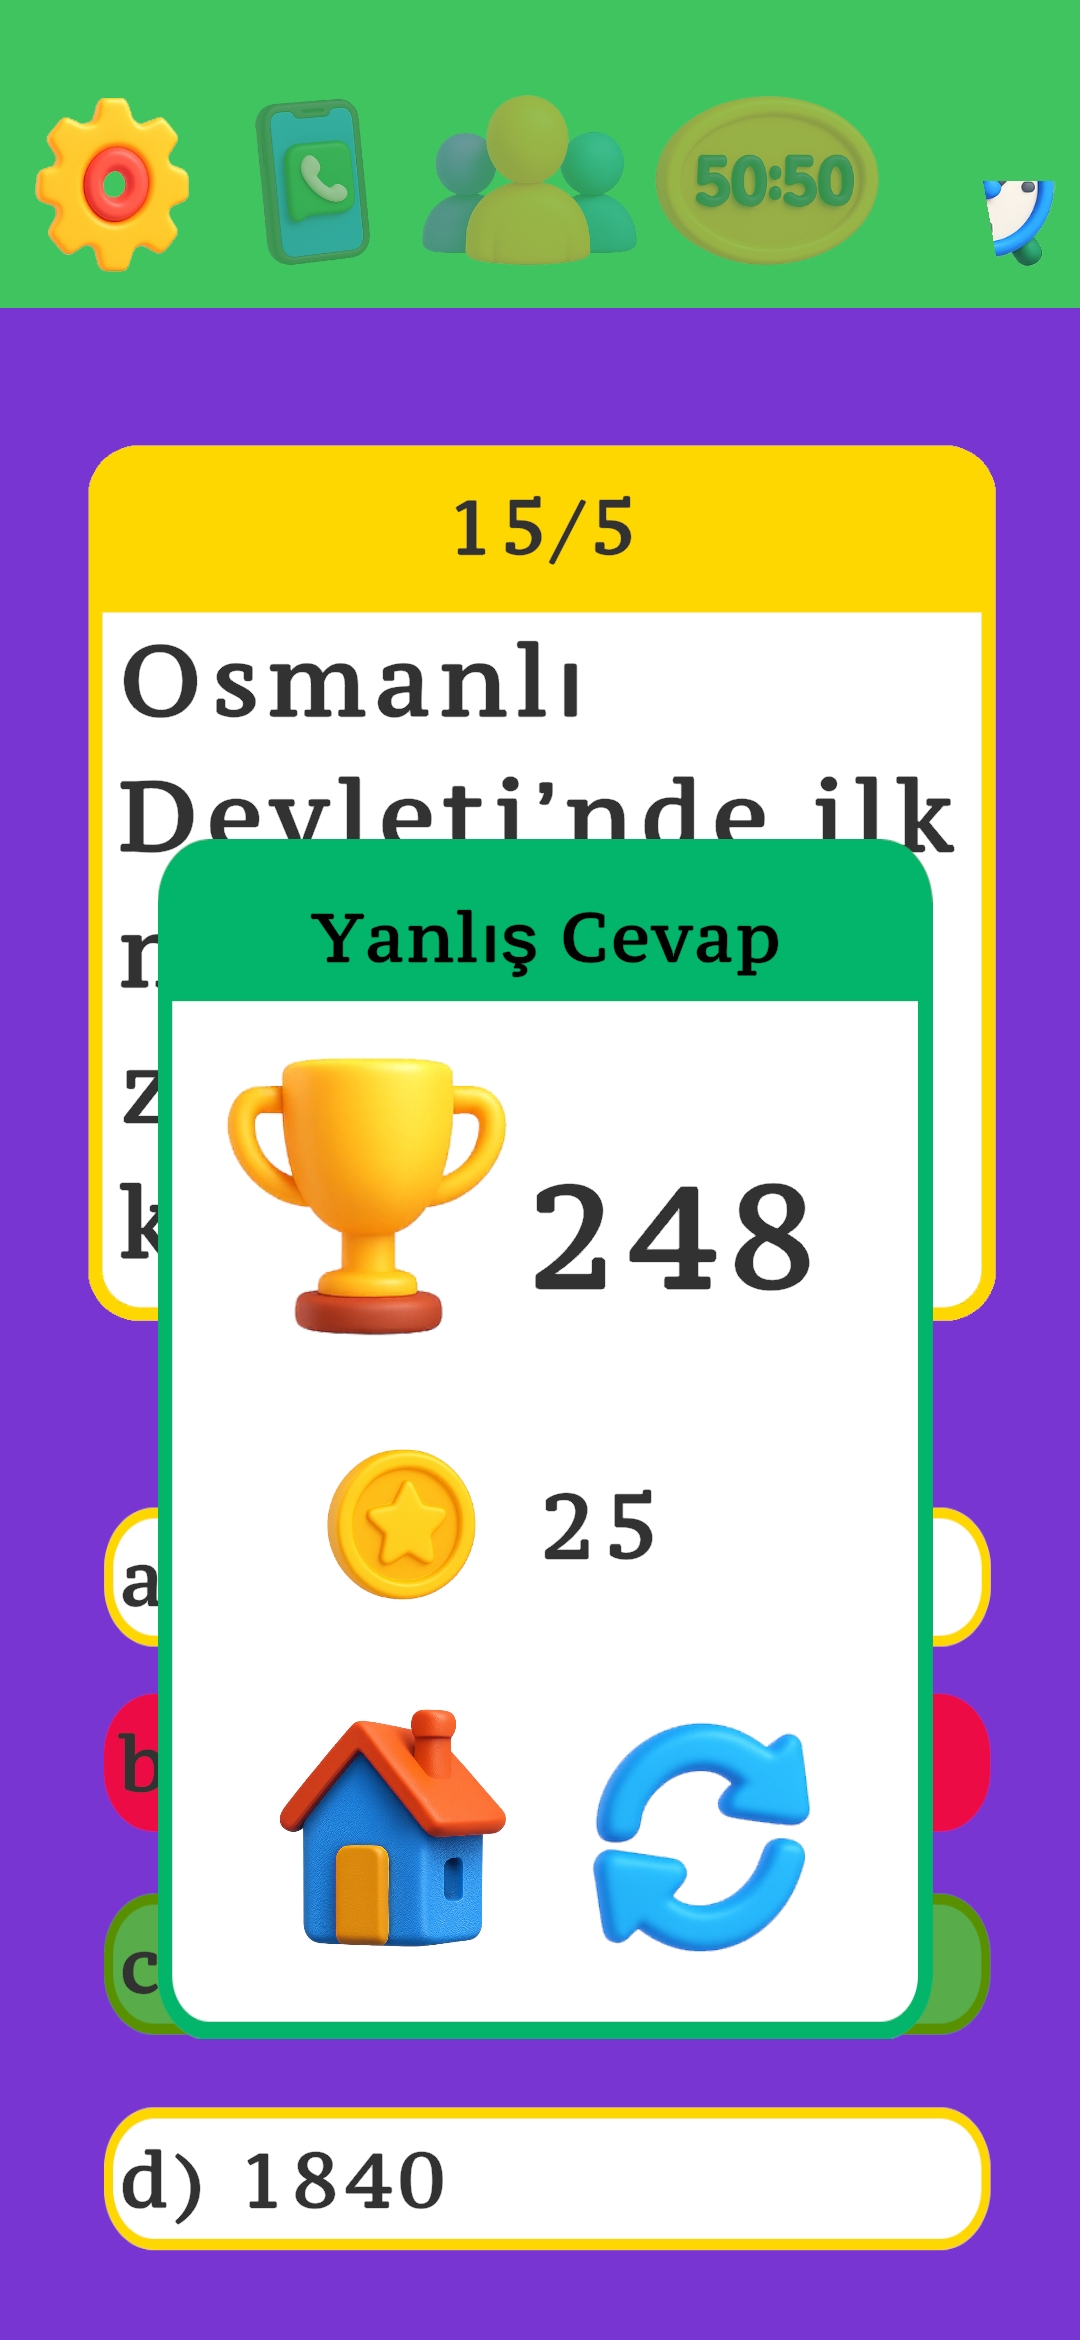 50:50
15/5
Osmanlı
Devleti’nde ilk
Yanlış Cevap
248
25
a
b
c
d) 1840